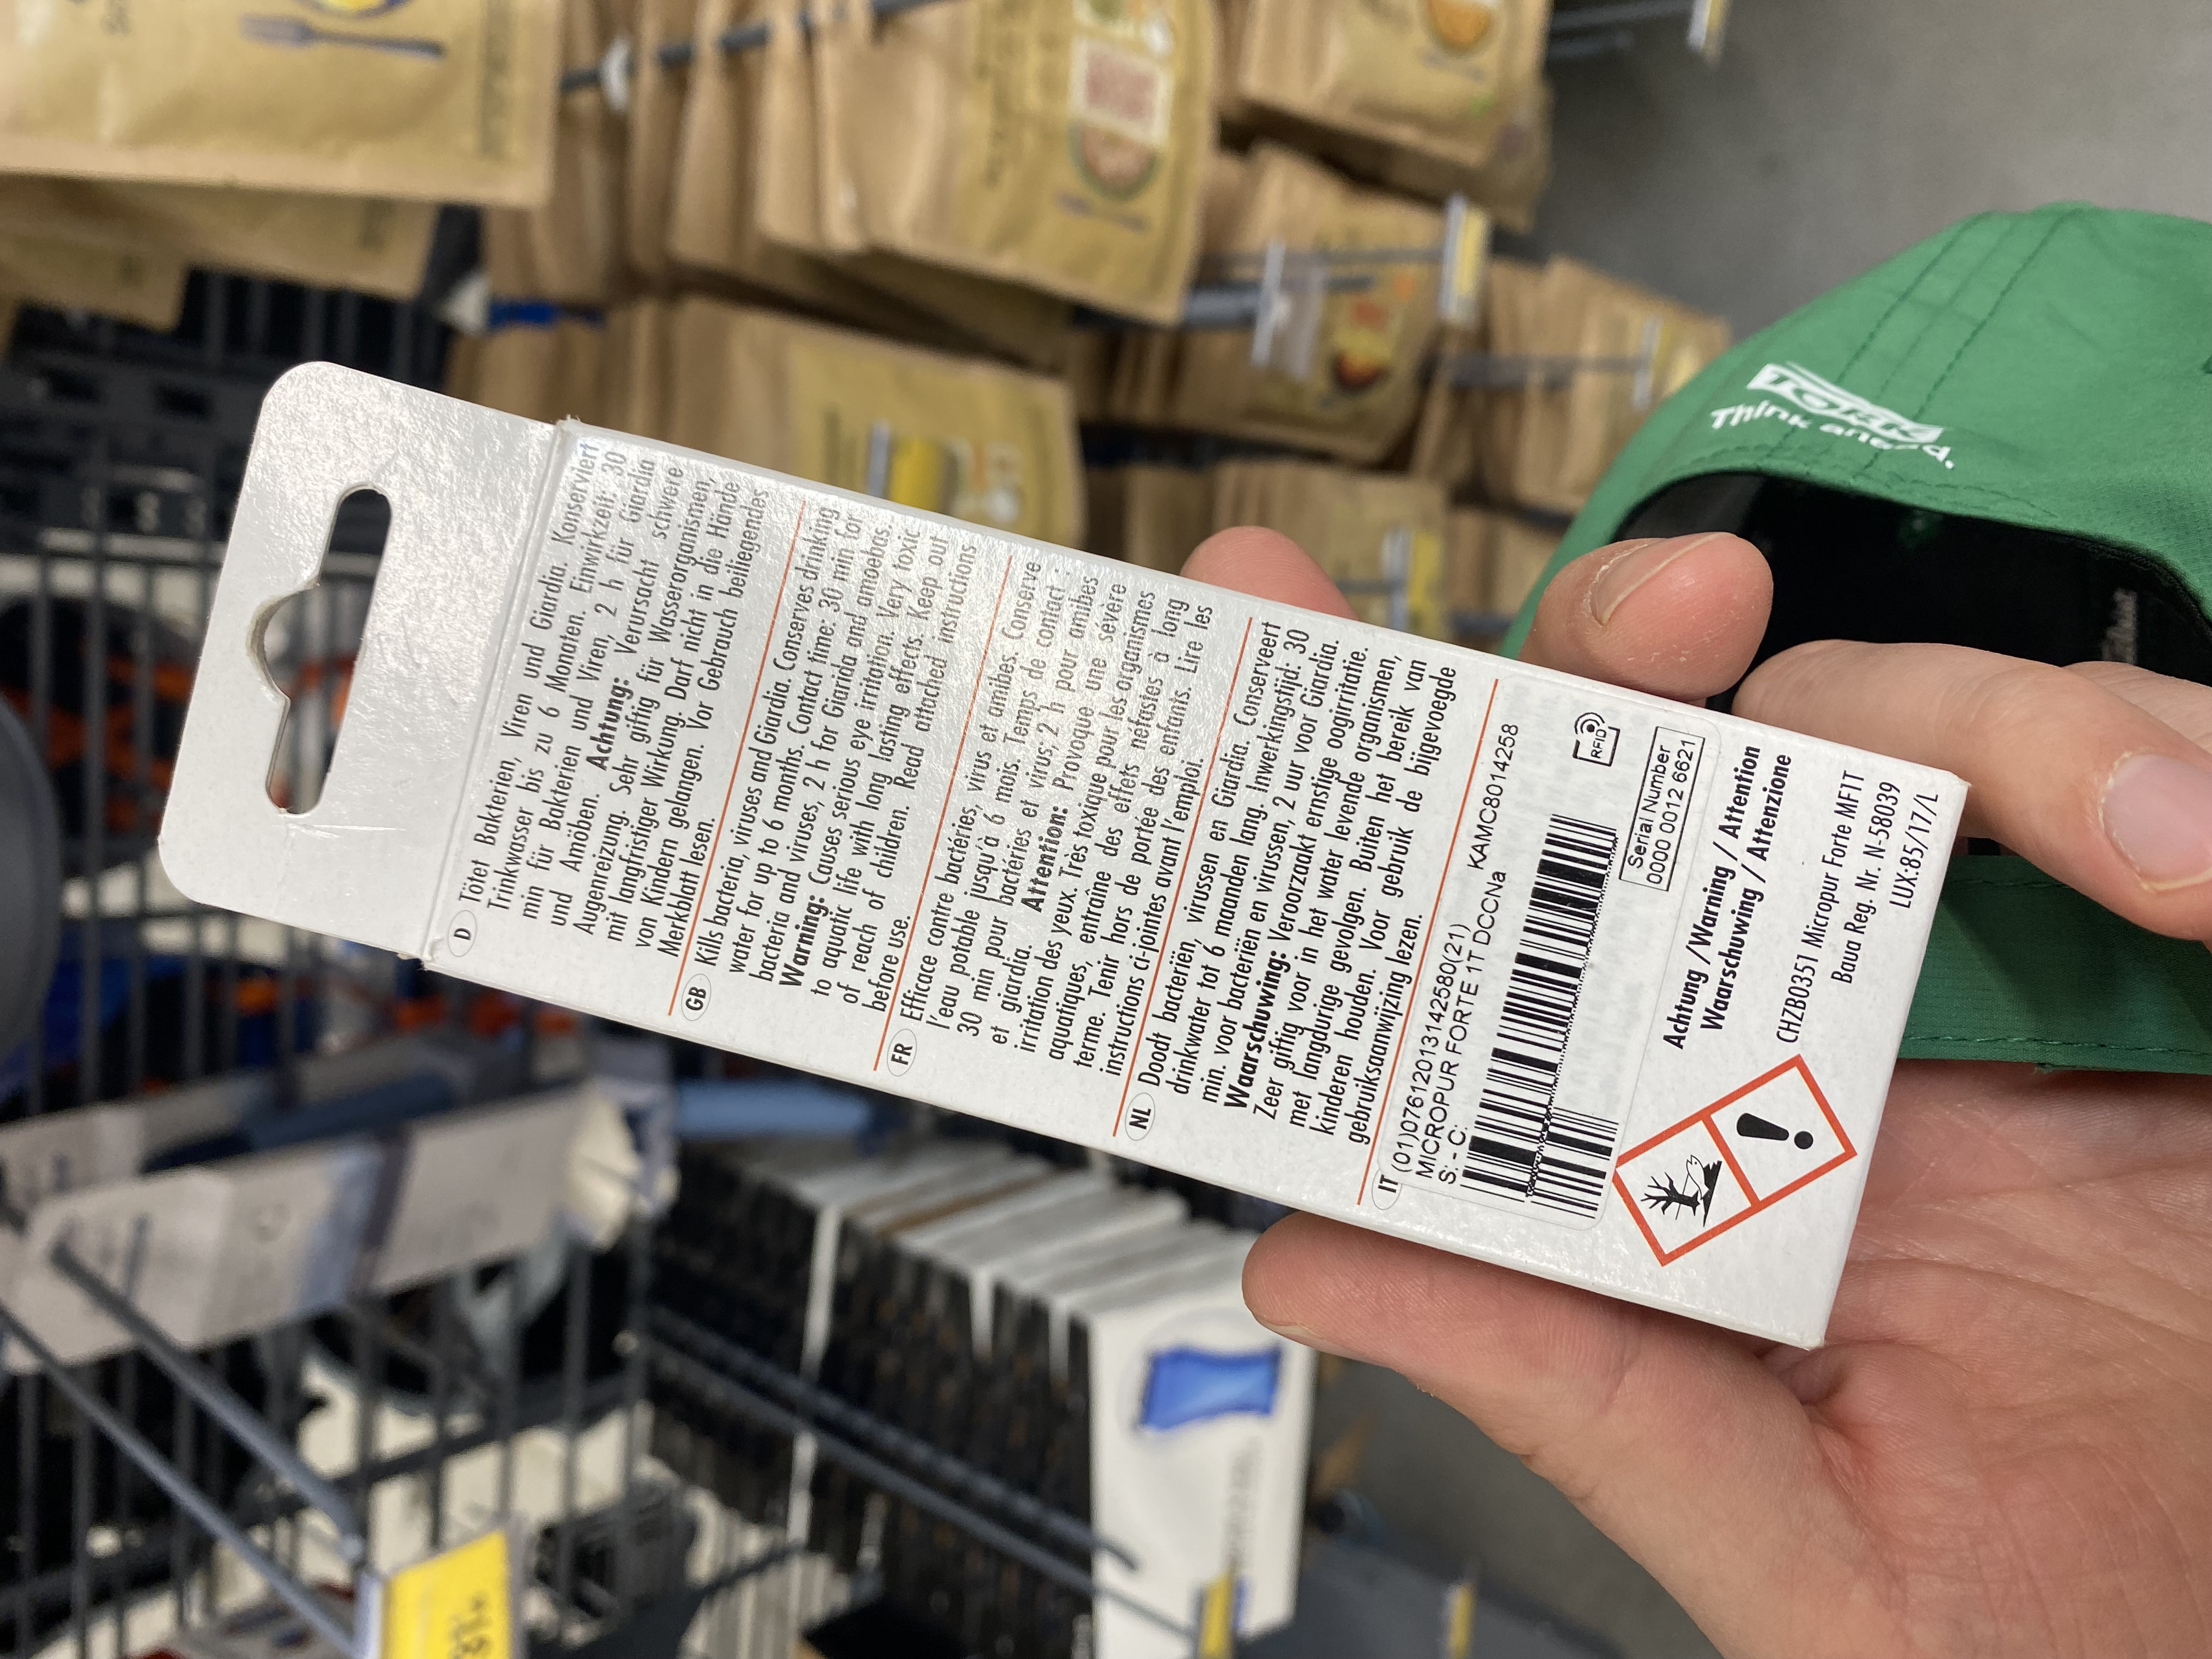 D Tötet Bakterien, Viren und Giardia. Konserviert
Trinkwasser bis zu 6 Monaten. Einwirkzeit: 30
min für Bakterien und Viren, 2 h für Giardia
und Amöben. Achtung: Verursacht schwere
Augenreizung. Sehr giftig für Wasserorganismen,
mit langfristiger Wirkung. Darf nicht in die Hände
von Kindern gelangen. Vor Gebrauch beiliegendes
Merkblatt lesen.
GB Kills bacteria, viruses and Giardia. Conserves drinking
water for up to 6 months. Contact time: 30 min for
bacteria and viruses, 2 h for Giarida and amoebas.
Warning: Causes serious eye irritation. Very toxic
to aquatic life with long lasting effects. Keep out
of reach of children. Read attached instructions
before use.
FR Efficace contre bactéries, virus et amibes. Conserve
l'eau potable jusqu'à 6 mois. Temps de contact :
30 min pour bactéries et virus, 2 h pour amibes
et giardia. Attention: Provoque une sévère
irritation des yeux. Très toxique pour les organismes
aquatiques, entraîne des effets néfastes à long
terme. Tenir hors de portée des enfants. Lire les
instructions ci-jointes avant l'emploi.
NL Doodt bacteriën, virussen en Giardia. Conserveert
drinkwater tot 6 maanden lang. Inwerkingstijd: 30
min. voor bacteriën en virussen, 2 uur voor Giardia.
Waarschuwing: Veroorzaakt ernstige oogirritatie.
Zeer giftig voor in het water levende organismen,
met langdurige gevolgen. Buiten het bereik van
kinderen houden. Voor gebruik de bijgevoegde
gebruiksaanwijzing lezen.
IT
(01)07612013142580(21) KAMC8014258
MICROPUR FORTE 1T DCCNa
S: - C:
RFID
Serial Number
0000 0012 6621
Achtung /Warning / Attention
Waarschuwing / Attenzione
CHZB0351 Micropur Forte MF1T
Baua Reg. Nr. N-58039
LUX:85/17/L
Think ahead.